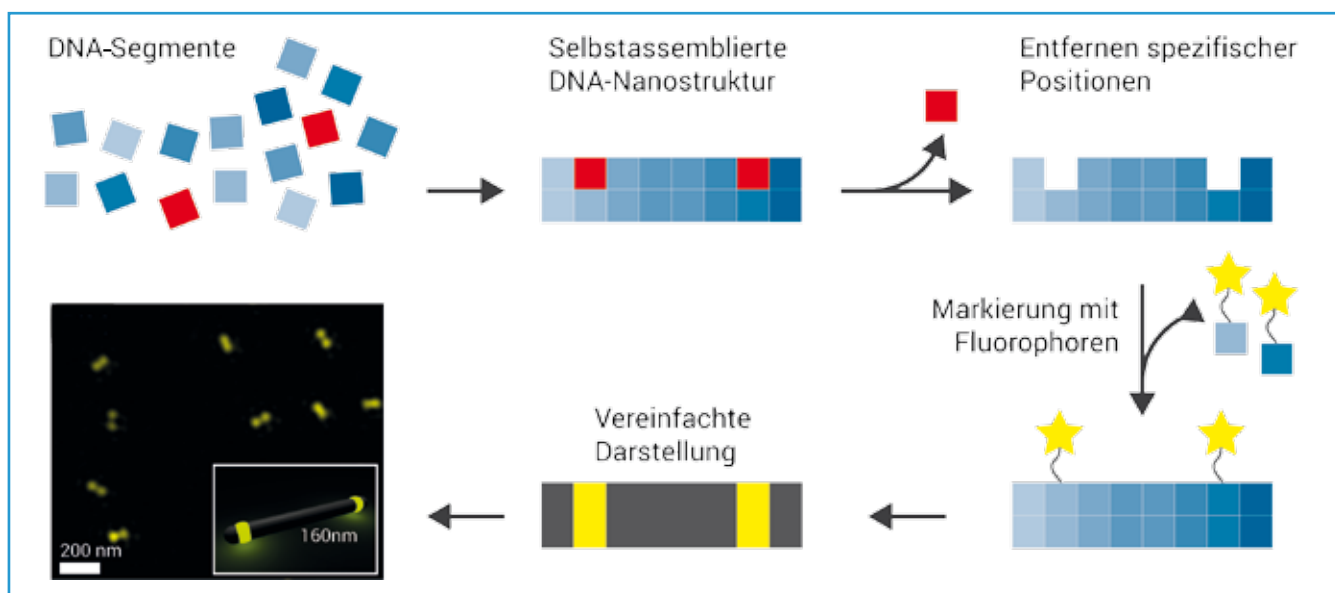 DNA-Segmente
Selbstassemblierte
DNA-Nanostruktur
Entfernen spezifischer
Positionen
Markierung mit
Fluorophoren
Vereinfachte
Darstellung
160nm
200 nm